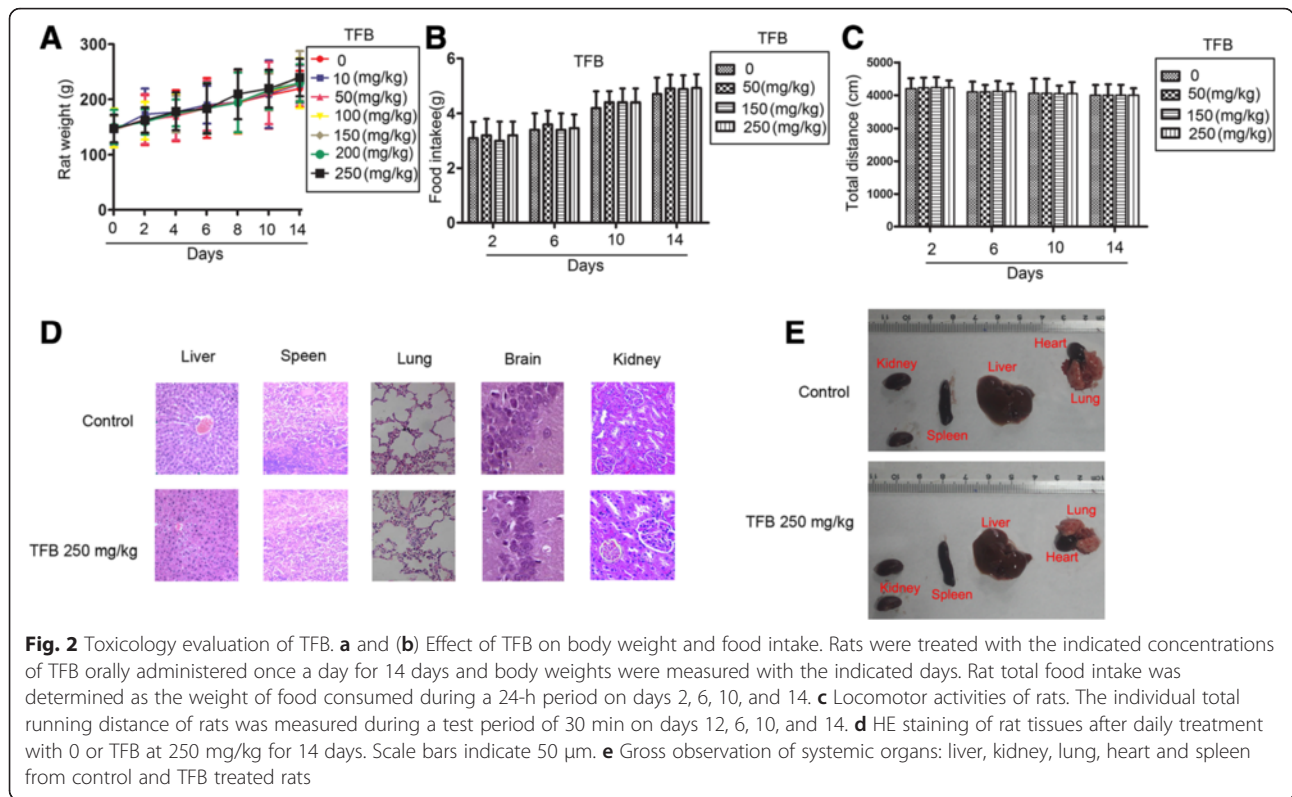 A
TFB
300
200
100
0
Rat weight (g)
0 2 4 6 8 10 14
Days
0
10 (mg/kg)
50 (mg/kg)
100 (mg/kg)
150 (mg/kg)
200 (mg/kg)
250 (mg/kg)
B
TFB
TFB
6
4
2
0
Food intakee(g)
2 6 10 14
Days
0
50(mg/kg)
150(mg/kg)
250(mg/kg)
C
TFB
5000
4000
3000
2000
1000
0
Total distance (cm)
2 6 10 14
Days
0
50(mg/kg)
150(mg/kg)
250(mg/kg)
D
Liver Speen Lung Brain Kidney
Control
TFB 250 mg/kg
E
Control
Kidney
Spleen
Liver
Heart
Lung
TFB 250 mg/kg
Kidney
Spleen
Liver
Lung
Heart
Fig. 2 Toxicology evaluation of TFB. a and (b) Effect of TFB on body weight and food intake. Rats were treated with the indicated concentrations
of TFB orally administered once a day for 14 days and body weights were measured with the indicated days. Rat total food intake was
determined as the weight of food consumed during a 24-h period on days 2, 6, 10, and 14. c Locomotor activities of rats. The individual total
running distance of rats was measured during a test period of 30 min on days 12, 6, 10, and 14. d HE staining of rat tissues after daily treatment
with 0 or TFB at 250 mg/kg for 14 days. Scale bars indicate 50 μm. e Gross observation of systemic organs: liver, kidney, lung, heart and spleen
from control and TFB treated rats